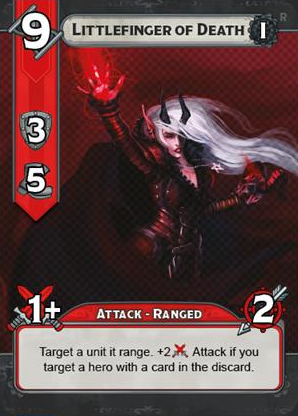 R
9
LITTLEFINGER OF DEATH
I
3
5
1+
ATTACK - RANGED
2
Target a unit it range. +2 Attack if you
target a hero with a card in the discard.